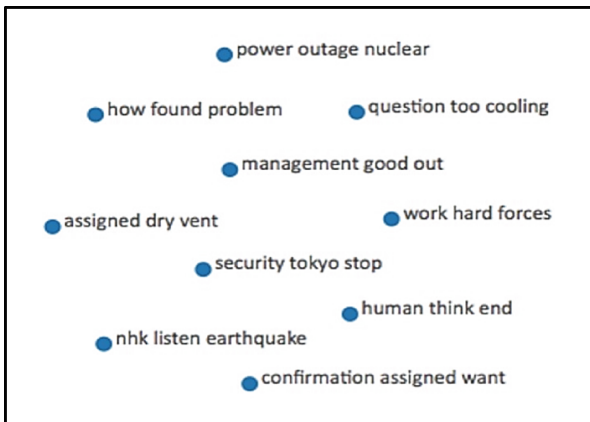 power outage nuclear
how found problem
question too cooling
management good out
assigned dry vent
work hard forces
security tokyo stop
human think end
nhk listen earthquake
confirmation assigned want